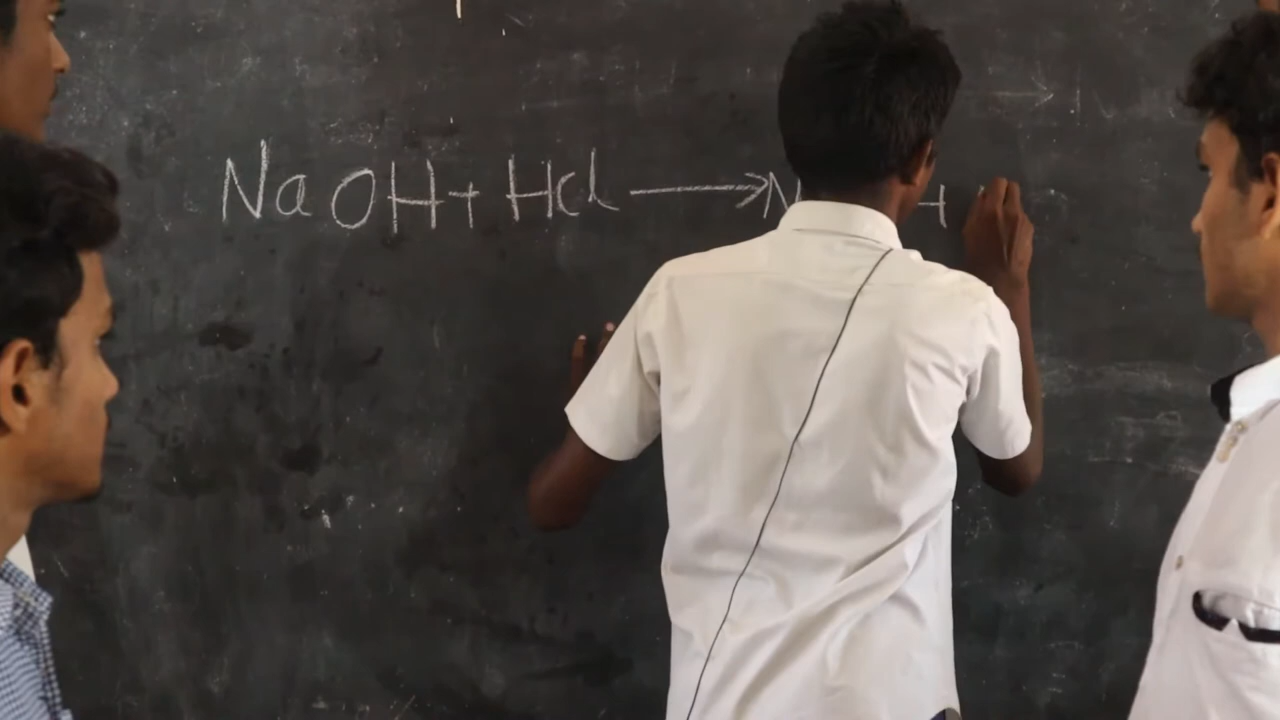 NaOH + HCl → N +